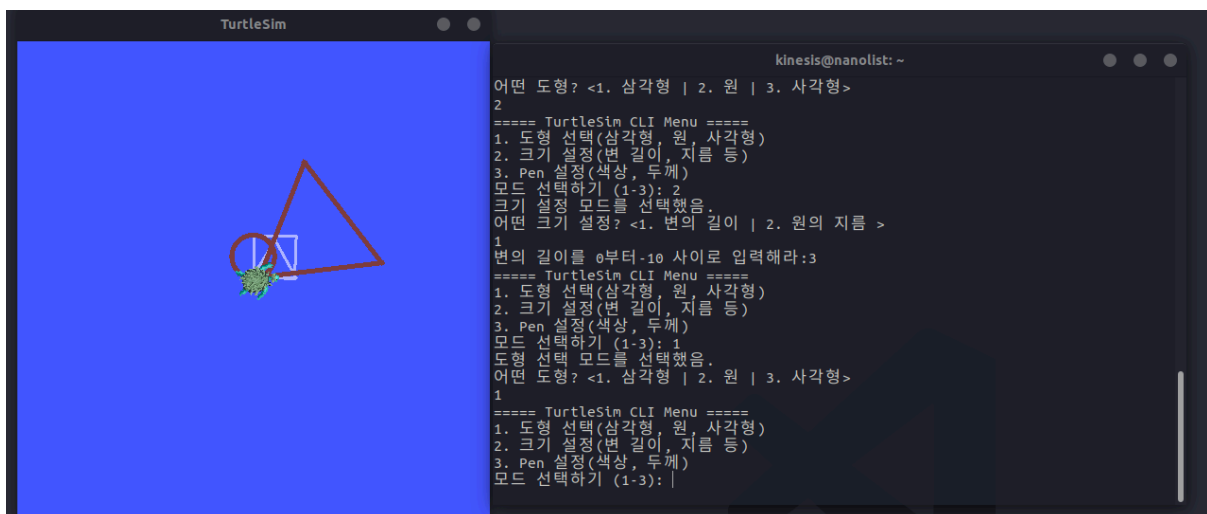 TurtleSim
kinesis@nanolist: ~
어떤 도형? <1. 삼각형 | 2. 원 | 3. 사각형>
2
===== TurtleSim CLI Menu =====
1. 도형 선택(삼각형, 원, 사각형)
2. 크기 설정(변 길이, 지름 등)
3. Pen 설정(색상, 두께)
모드 선택하기 (1-3): 2
크기 설정 모드를 선택했음.
어떤 크기 설정? <1. 변의 길이 | 2. 원의 지름 >
1
변의 길이를 0부터-10 사이로 입력해라:3
===== TurtleSim CLI Menu =====
1. 도형 선택(삼각형, 원, 사각형)
2. 크기 설정(변 길이, 지름 등)
3. Pen 설정(색상, 두께)
모드 선택하기 (1-3): 1
도형 선택 모드를 선택했음.
어떤 도형? <1. 삼각형 | 2. 원 | 3. 사각형>
1
===== TurtleSim CLI Menu =====
1. 도형 선택(삼각형, 원, 사각형)
2. 크기 설정(변 길이, 지름 등)
3. Pen 설정(색상, 두께)
모드 선택하기 (1-3):